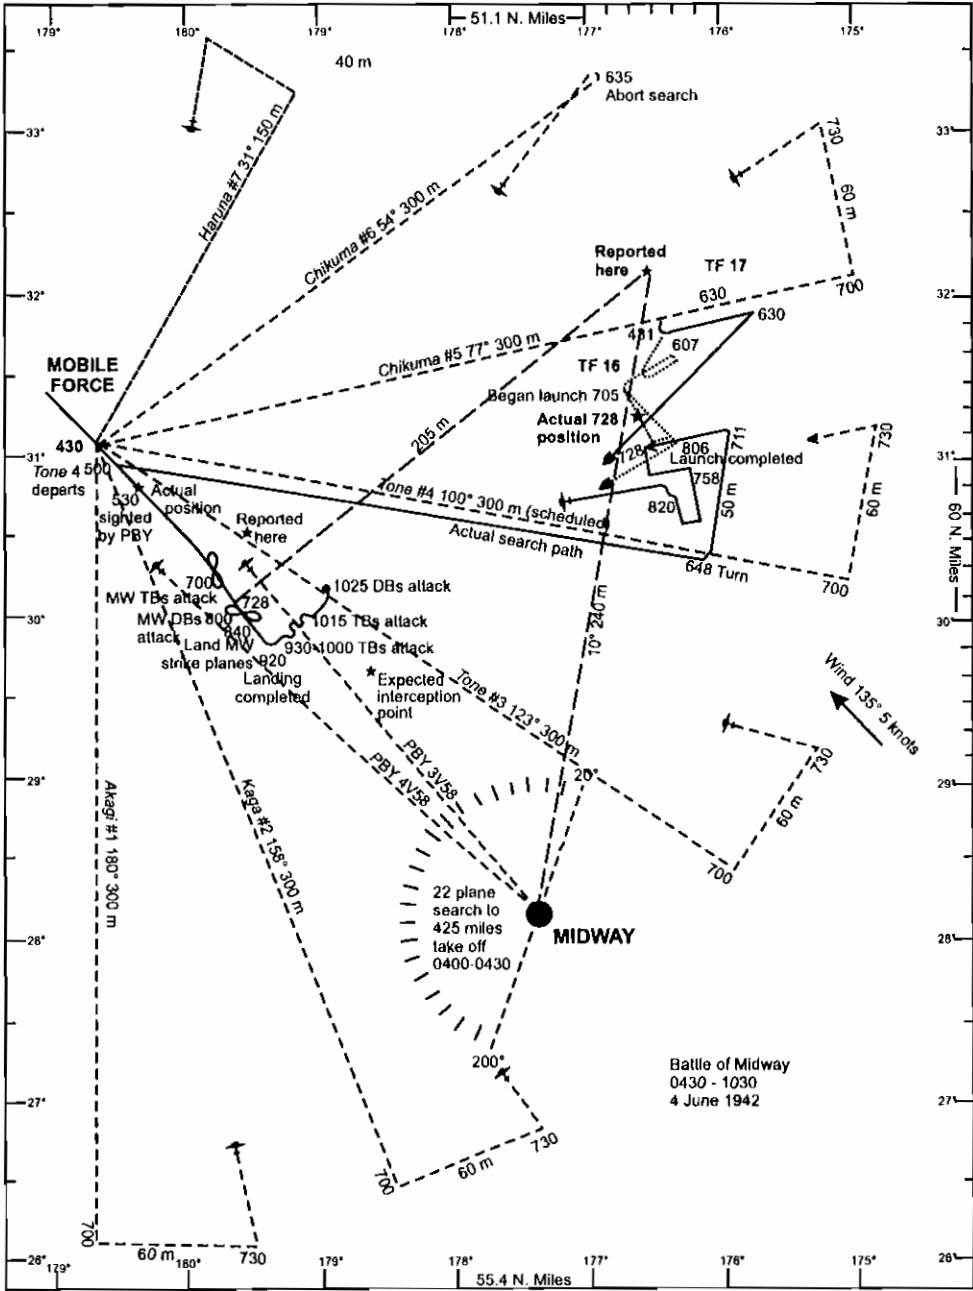 51.1 N. Miles
179°
180°
179°
178°
177°
176°
175°
40 m
635
Abort search
33°
33°
730
Haruna #7 31° 150 m
Chikuma #6 54° 300 m
60 m
Reported
here
TF 17
32°
32°
700
630
630
431
607
Chikuma #5 77° 300 m
MOBILE
FORCE
TF 16
Began launch 705
Actual 728
position
205 m
430
728
806
711
730
31°
31°
Launch completed
Tone 4 500
departs
758
Tone #4 100° 300 m (scheduled)
820
50 m
60 m
530
sighted
by PBY
Actual
position
Reported
here
Actual search path
648 Turn
700
700
1025 DBs attack
MW TBs attack
728
30°
30°
MW DBs 800
attack
1015 TBs attack
840
Land MW
strike planes 920
930-1000 TBs attack
Landing
completed
Expected
interception
point
10° 240 m
Tone #3 123° 300 m
Wind 135° 5 knots
60 N. Miles
PBY 3V58
PBY 4V58
730
29°
29°
20°
Akagi #1 180° 300 m
Kaga #2 158° 300 m
60 m
700
22 plane
search to
425 miles
take off
0400-0430
MIDWAY
28°
28°
200°
Battle of Midway
0430 - 1030
4 June 1942
27°
27°
730
60 m
700
700
60 m
730
26°
26°
179°
180°
179°
178°
177°
176°
175°
55.4 N. Miles